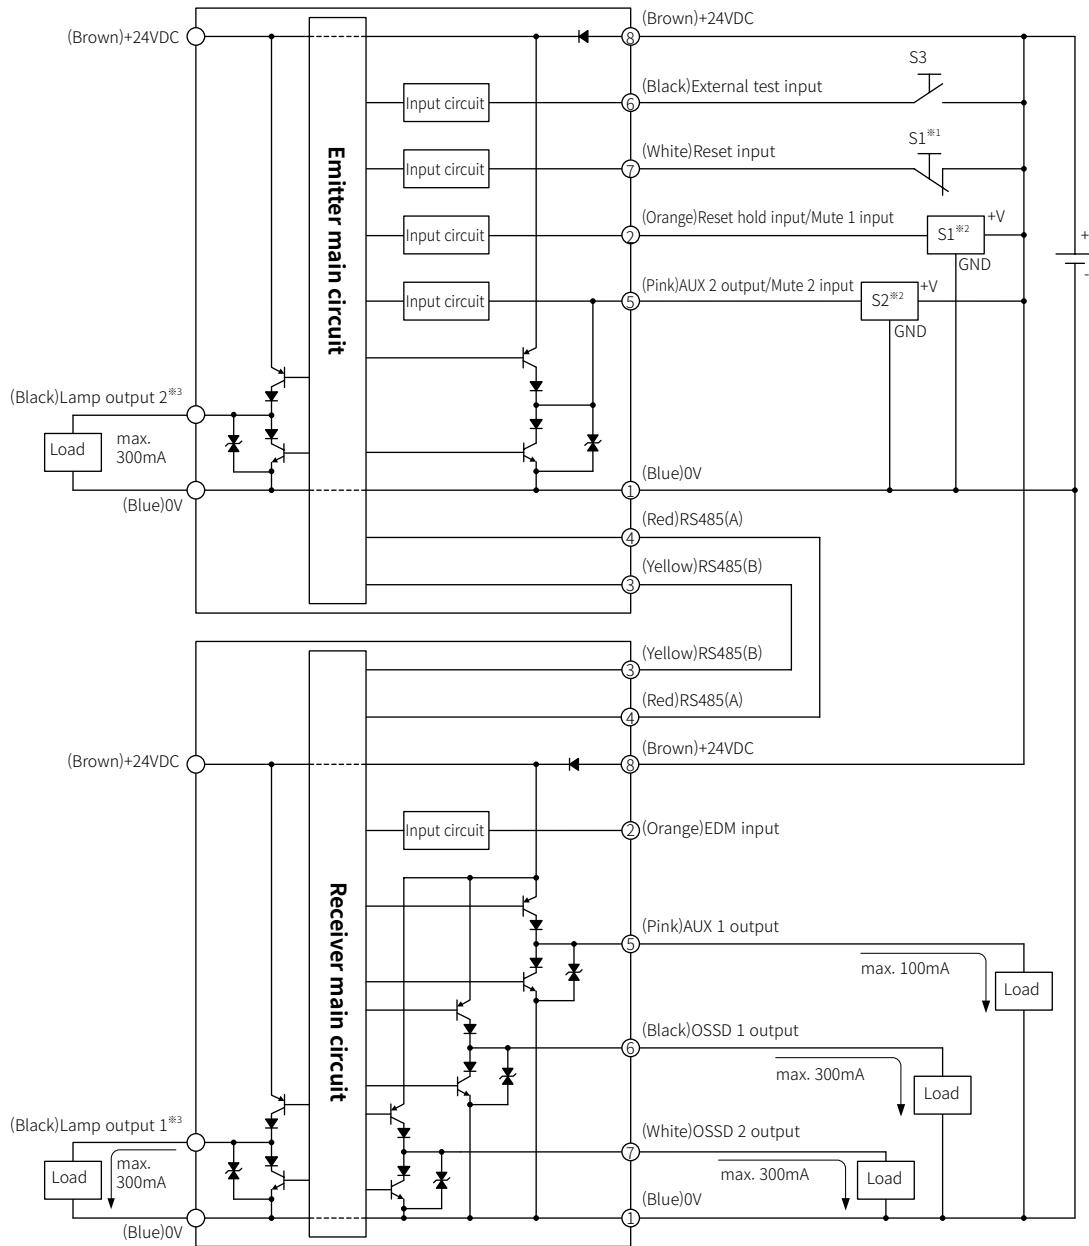 (Brown)+24VDC
(Brown)+24VDC
8
S3
Input circuit
6
(Black)External test input
S1※1
Input circuit
7
(White)Reset input
Emitter main circuit
Input circuit
2
(Orange)Reset hold input/Mute 1 input
S1※2
+V
GND
+
-
Input circuit
5
(Pink)AUX 2 output/Mute 2 input
S2※2
+V
GND
(Black)Lamp output 2※3
Load
max.
300mA
(Blue)0V
(Blue)0V
1
(Red)RS485(A)
4
(Yellow)RS485(B)
3
(Yellow)RS485(B)
3
(Red)RS485(A)
4
(Brown)+24VDC
(Brown)+24VDC
8
Input circuit
2
(Orange)EDM input
Receiver main circuit
(Pink)AUX 1 output
5
max. 100mA
Load
(Black)OSSD 1 output
6
max. 300mA
Load
(Black)Lamp output 1※3
Load
max.
300mA
(White)OSSD 2 output
7
max. 300mA
Load
(Blue)0V
(Blue)0V
1